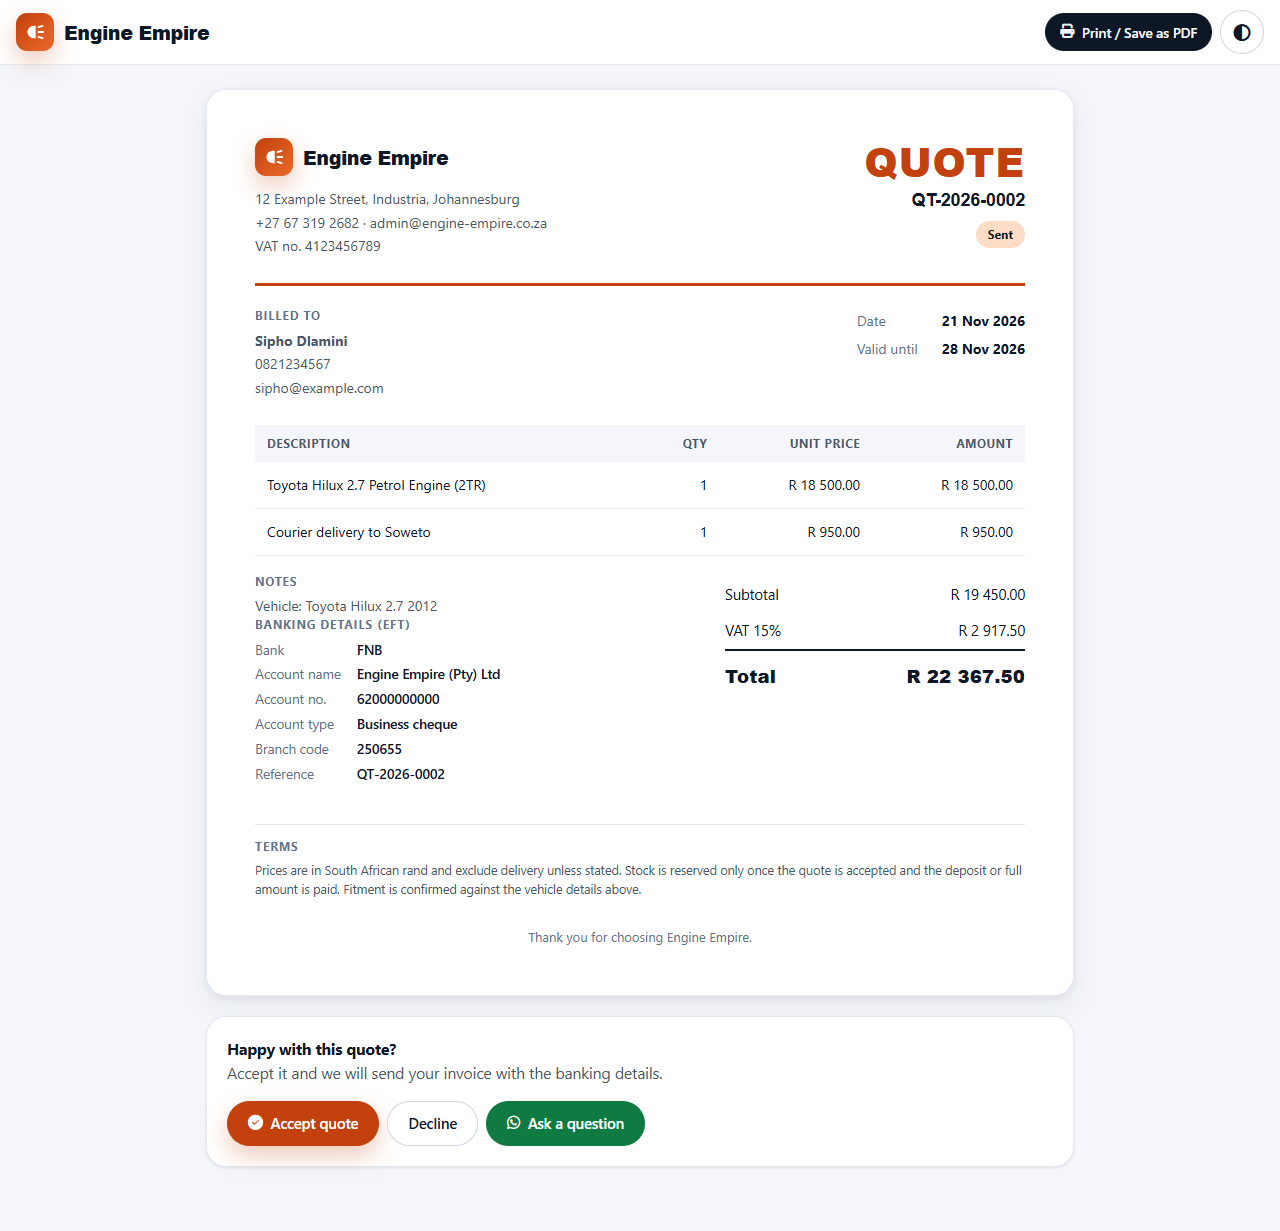 Engine Empire
Print / Save as PDF
Engine Empire
QUOTE
12 Example Street, Industria, Johannesburg
QT-2026-0002
+27 67 319 2682 · admin@engine-empire.co.za
Sent
VAT no. 4123456789
BILLED TO
Date 21 Nov 2026
Sipho Dlamini
Valid until 28 Nov 2026
0821234567
sipho@example.com
DESCRIPTION QTY UNIT PRICE AMOUNT
Toyota Hilux 2.7 Petrol Engine (2TR) 1 R 18 500.00 R 18 500.00
Courier delivery to Soweto 1 R 950.00 R 950.00
NOTES
Vehicle: Toyota Hilux 2.7 2012
BANKING DETAILS (EFT)
Bank FNB
Account name Engine Empire (Pty) Ltd
Account no. 62000000000
Account type Business cheque
Branch code 250655
Reference QT-2026-0002
Subtotal R 19 450.00
VAT 15% R 2 917.50
Total R 22 367.50
TERMS
Prices are in South African rand and exclude delivery unless stated. Stock is reserved only once the quote is accepted and the deposit or full
amount is paid. Fitment is confirmed against the vehicle details above.
Thank you for choosing Engine Empire.
Happy with this quote?
Accept it and we will send your invoice with the banking details.
Accept quote
Decline
Ask a question